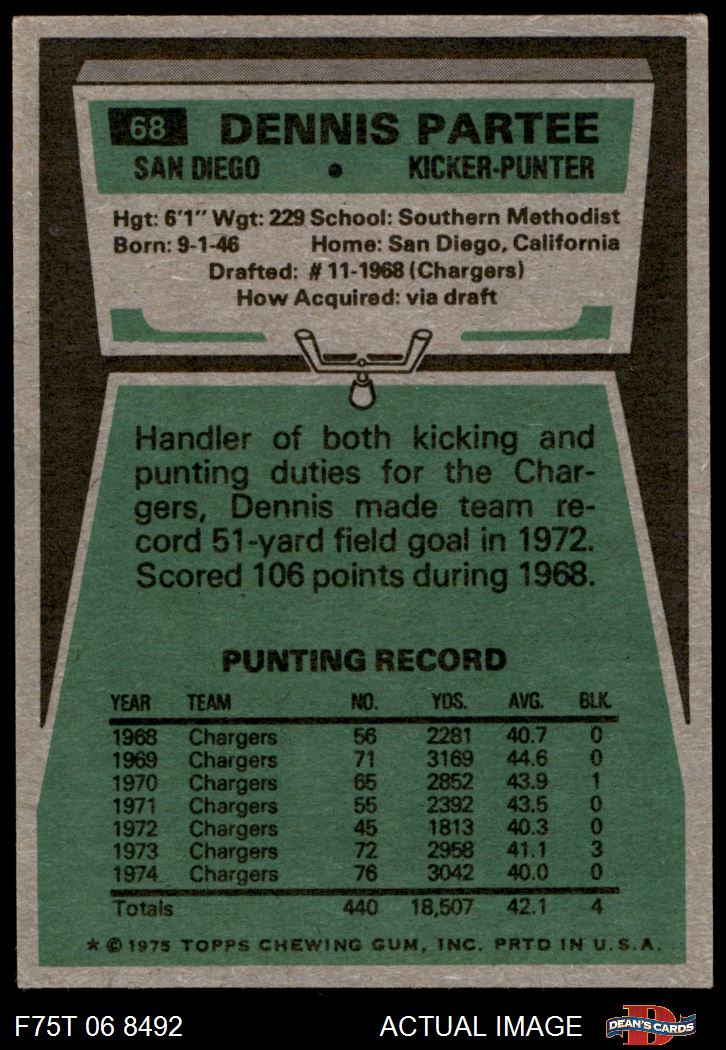 68 DENNIS PARTEE
SAN DIEGO • KICKER-PUNTER
Hgt: 6'1" Wgt: 229 School: Southern Methodist
Born: 9-1-46 Home: San Diego, California
Drafted: #11-1968 (Chargers)
How Acquired: via draft
Handler of both kicking and
punting duties for the Char-
gers, Dennis made team re-
cord 51-yard field goal in 1972.
Scored 106 points during 1968.
PUNTING RECORD
YEAR TEAM NO. YDS. AVG. BLK.
1968 Chargers 56 2281 40.7 0
1969 Chargers 71 3169 44.6 0
1970 Chargers 65 2852 43.9 1
1971 Chargers 55 2392 43.5 0
1972 Chargers 45 1813 40.3 0
1973 Chargers 72 2958 41.1 3
1974 Chargers 76 3042 40.0 0
Totals 440 18,507 42.1 4
* © 1975 TOPPS CHEWING GUM, INC. PRTD IN U.S.A.
F75T 06 8492 ACTUAL IMAGE D DEAN'S CARDS